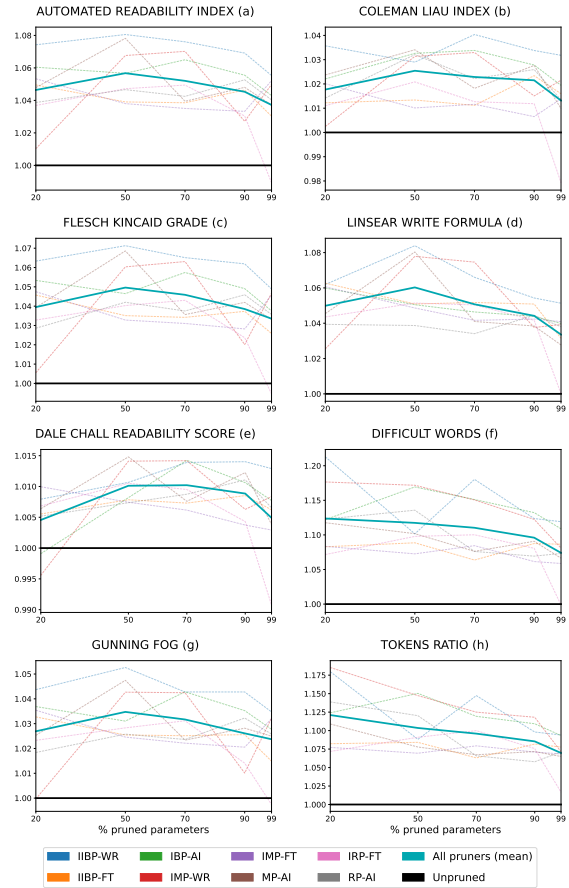 AUTOMATED READABILITY INDEX (a)
1.08
1.06
1.04
1.02
1.00
20 50 70 90 99
COLEMAN LIAU INDEX (b)
1.04
1.03
1.02
1.01
1.00
0.99
0.98
20 50 70 90 99
FLESCH KINCAID GRADE (c)
1.07
1.06
1.05
1.04
1.03
1.02
1.01
1.00
20 50 70 90 99
LINSEAR WRITE FORMULA (d)
1.08
1.06
1.04
1.02
1.00
20 50 70 90 99
DALE CHALL READABILITY SCORE (e)
1.015
1.010
1.005
1.000
0.995
0.990
20 50 70 90 99
DIFFICULT WORDS (f)
1.20
1.15
1.10
1.05
1.00
20 50 70 90 99
GUNNING FOG (g)
1.05
1.04
1.03
1.02
1.01
1.00
20 50 70 90 99
% pruned parameters
TOKENS RATIO (h)
1.175
1.150
1.125
1.100
1.075
1.050
1.025
1.000
20 50 70 90 99
% pruned parameters
IIBP-WR IBP-AI IMP-FT IRP-FT All pruners (mean)
IIBP-FT IMP-WR MP-AI RP-AI Unpruned